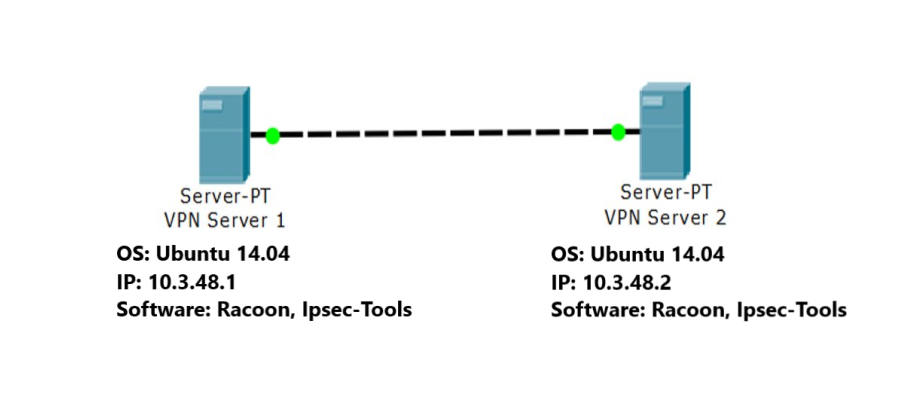 Server-PT
VPN Server 1
OS: Ubuntu 14.04
IP: 10.3.48.1
Software: Racoon, Ipsec-Tools
Server-PT
VPN Server 2
OS: Ubuntu 14.04
IP: 10.3.48.2
Software: Racoon, Ipsec-Tools